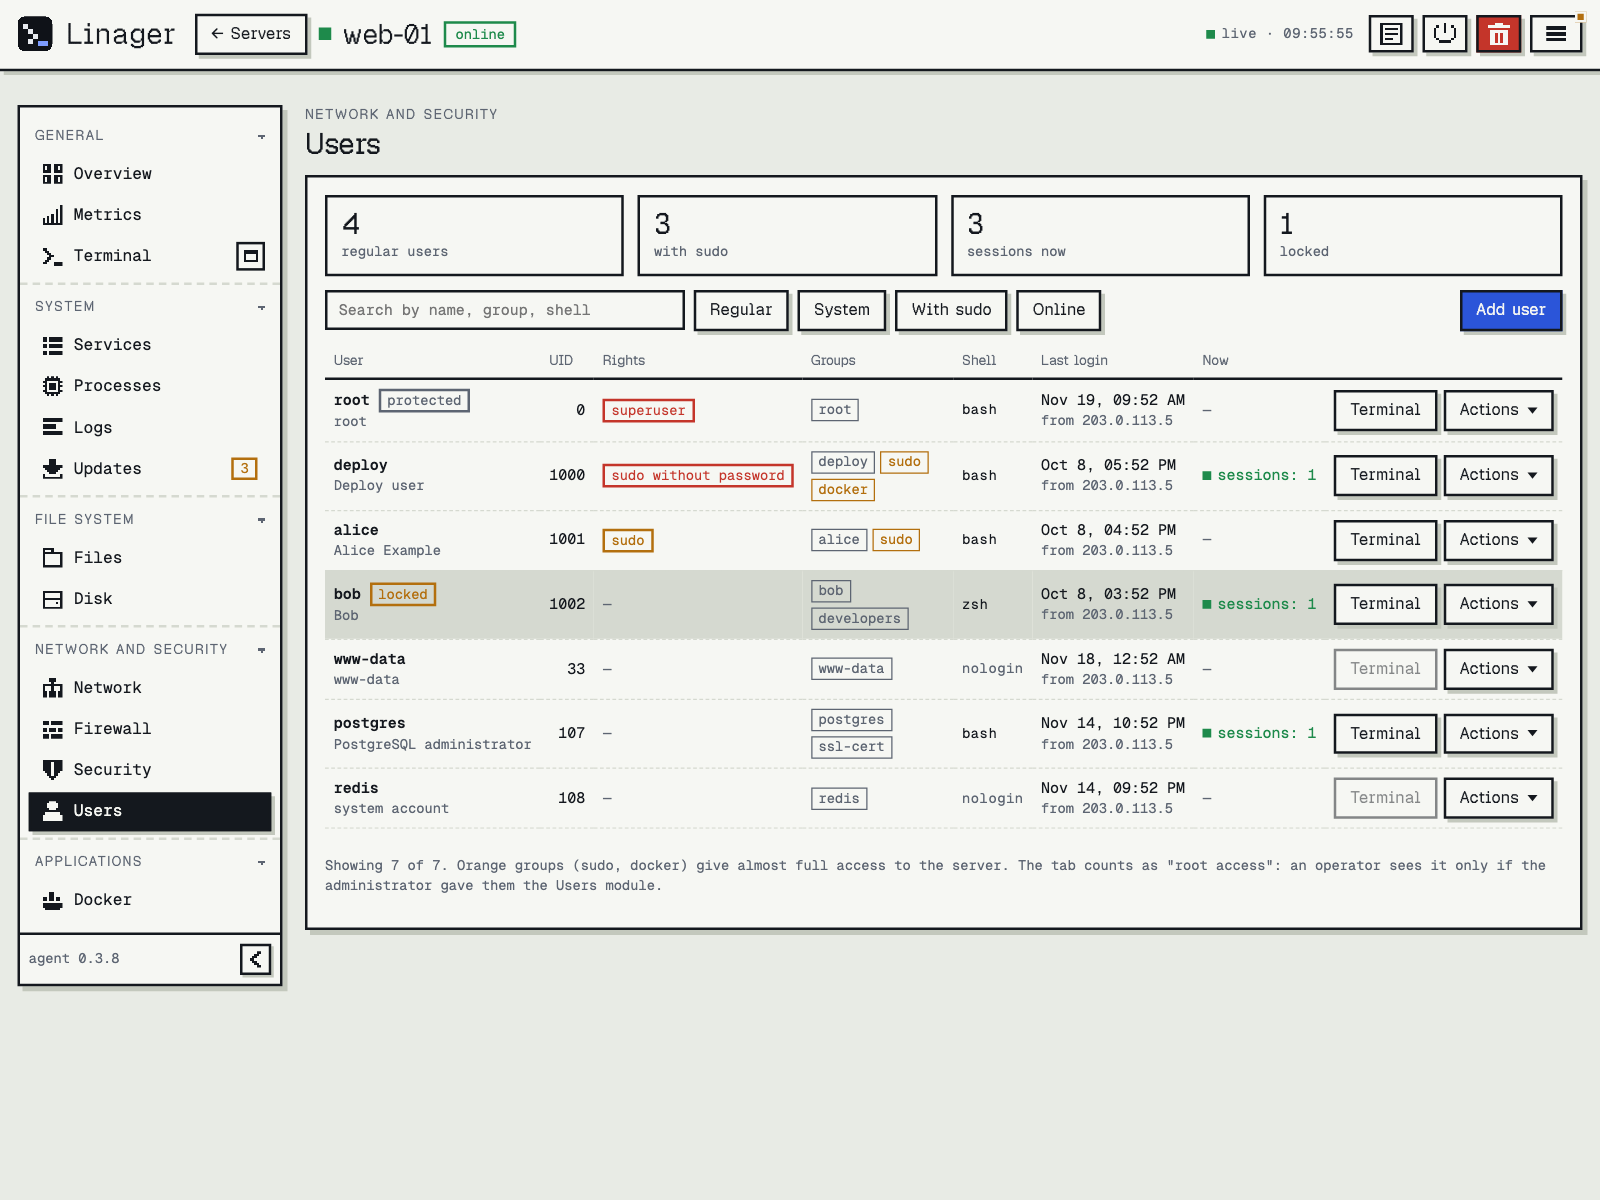 Linager
← Servers
web-01
online
live · 09:55:55
GENERAL
Overview
Metrics
Terminal
SYSTEM
Services
Processes
Logs
Updates
3
FILE SYSTEM
Files
Disk
NETWORK AND SECURITY
Network
Firewall
Security
Users
APPLICATIONS
Docker
agent 0.3.8
NETWORK AND SECURITY
Users
4
regular users
3
with sudo
3
sessions now
1
locked
Search by name, group, shell
Regular
System
With sudo
Online
Add user
User UID Rights Groups Shell Last login Now
root protected
root
0
superuser
root
bash
Nov 19, 09:52 AM
from 203.0.113.5
—
Terminal
Actions
deploy
Deploy user
1000
sudo without password
deploy sudo
docker
bash
Oct 8, 05:52 PM
from 203.0.113.5
sessions: 1
Terminal
Actions
alice
Alice Example
1001
sudo
alice sudo
bash
Oct 8, 04:52 PM
from 203.0.113.5
—
Terminal
Actions
bob locked
Bob
1002
—
bob
developers
zsh
Oct 8, 03:52 PM
from 203.0.113.5
sessions: 1
Terminal
Actions
www-data
www-data
33
—
www-data
nologin
Nov 18, 12:52 AM
from 203.0.113.5
—
Terminal
Actions
postgres
PostgreSQL administrator
107
—
postgres
ssl-cert
bash
Nov 14, 10:52 PM
from 203.0.113.5
sessions: 1
Terminal
Actions
redis
system account
108
—
redis
nologin
Nov 14, 09:52 PM
from 203.0.113.5
—
Terminal
Actions
Showing 7 of 7. Orange groups (sudo, docker) give almost full access to the server. The tab counts as "root access": an operator sees it only if the
administrator gave them the Users module.